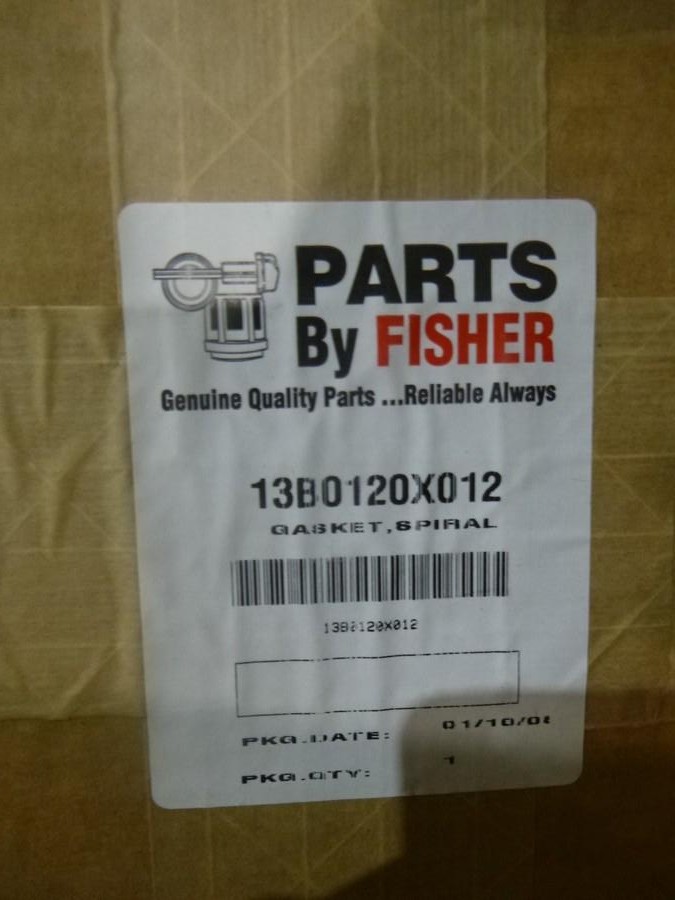 PARTS
By FISHER
Genuine Quality Parts ...Reliable Always
13B0120X012
GASKET,SPIRAL
13B0120X012
PKG.DATE:
PKG.QTY: 1